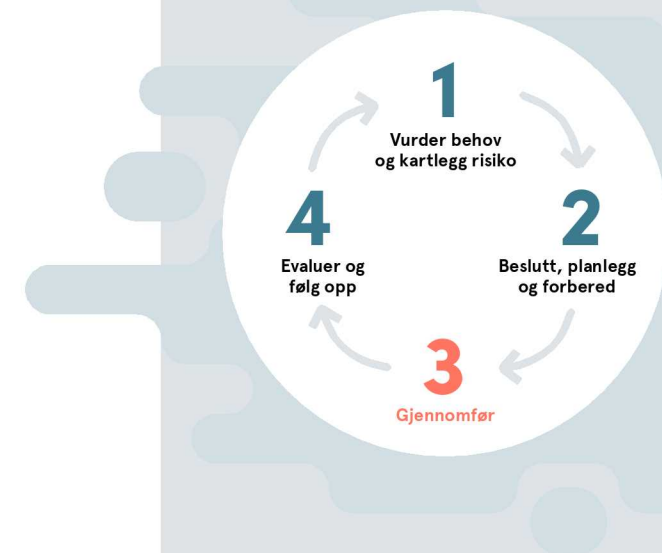 1
Vurder behov
og kartlegg risiko
2
Beslutt, planlegg
og forbered
3
Gjennomfør
4
Evaluer og
følg opp